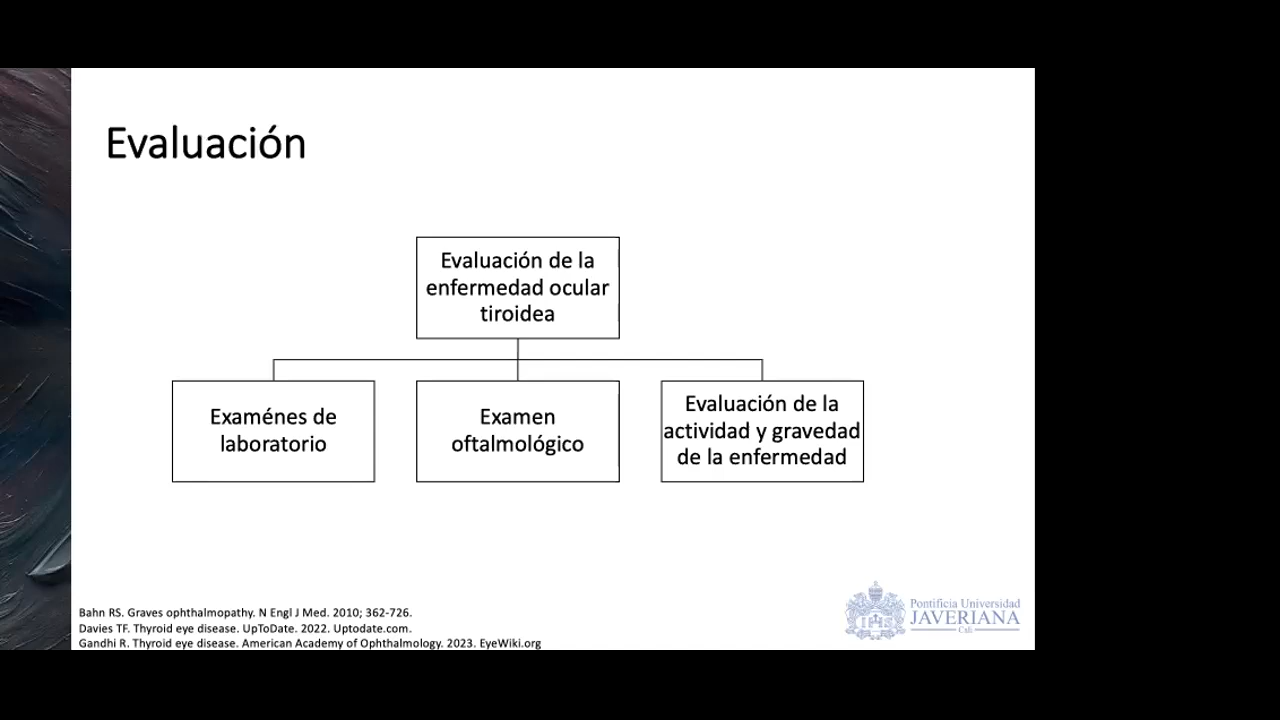 Evaluación
Evaluación de la
enfermedad ocular
tiroidea
Examénes de
laboratorio
Examen
oftalmológico
Evaluación de la
actividad y gravedad
de la enfermedad
Bahn RS. Graves ophthalmopathy. N Engl J Med. 2010; 362-726.
Davies TF. Thyroid eye disease. UpToDate. 2022. Uptodate.com.
Gandhi R. Thyroid eye disease. American Academy of Ophthalmology. 2023. EyeWiki.org
IHS
Pontificia Universidad
JAVERIANA
Cali